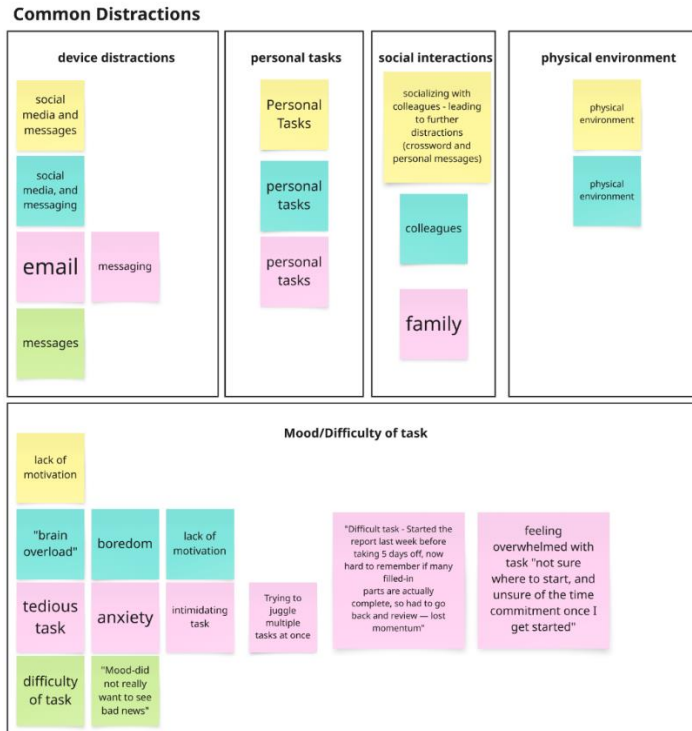 Common Distractions
device distractions
social
media and
messages
social
media, and
messaging
email
messaging
messages
personal tasks
Personal
Tasks
personal
tasks
personal
tasks
social interactions
socializing with
colleagues - leading
to further
distractions
(crossword and
personal messages)
colleagues
family
physical environment
physical
environment
physical
environment
Mood/Difficulty of task
lack of
motivation
"brain
overload"
boredom
lack of
motivation
tedious
task
anxiety
intimidating
task
Trying to
juggle
multiple
tasks at once
"Difficult task - Started the
report last week before
taking 5 days off, now
hard to remember if many
filled-in
parts are actually
complete, so had to go
back and review — lost
momentum"
feeling
overwhelmed with
task "not sure
where to start, and
unsure of the time
commitment once I
get started"
difficulty
of task
"Mood-did
not really
want to see
bad news"